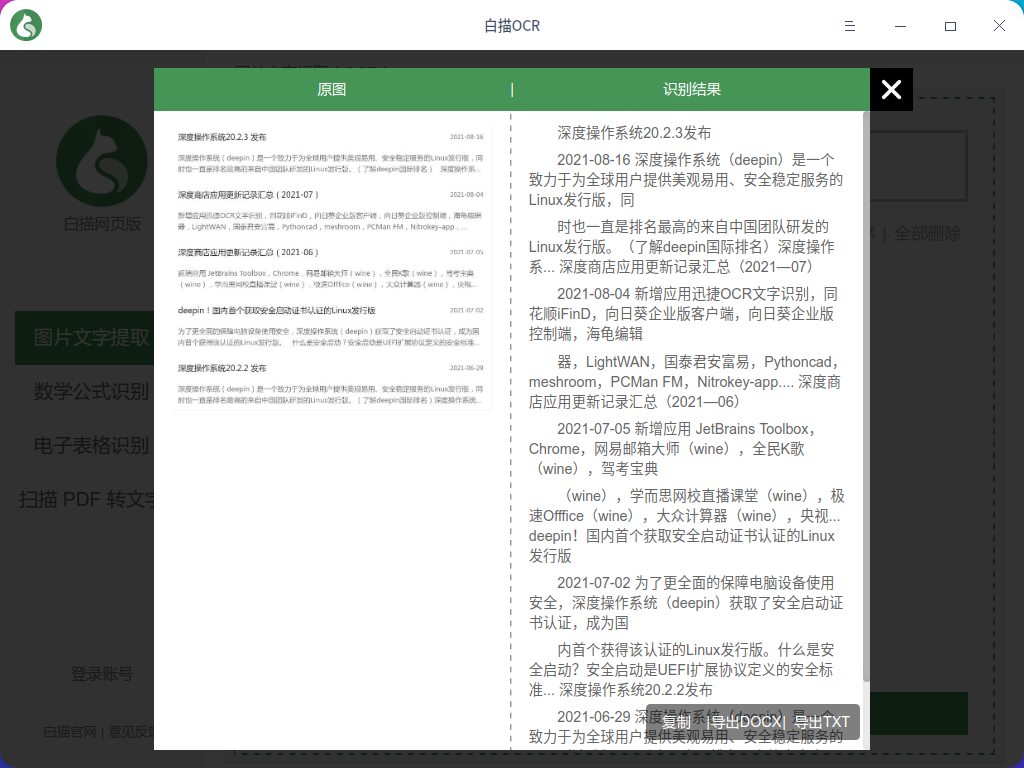 白描OCR
白描网页版
图片文字提取
数学公式识别
电子表格识别
扫描 PDF 转文字
登录账号
白描官网 | 意见反馈
| 全部删除
原图 | 识别结果
深度操作系统20.2.3 发布 2021-08-16
深度操作系统（deepin）是一个致力于为全球用户提供美观易用、安全稳定服务的Linux发行版，同
时也一直是排名最高的来自中国团队研发的Linux发行版。（了解deepin国际排名） 深度操作系...
深度商店应用更新记录汇总（2021-07 ） 2021-08-04
新增应用迅捷OCR文字识别，同花顺iFinD，向日葵企业版客户端，向日葵企业版控制端，海龟编辑
器，LightWAN，国泰君安富易，Pythoncad，meshroom，PCMan FM，Nitrokey-app，...
深度商店应用更新记录汇总（2021-06 ） 2021-07-05
新增应用 JetBrains Toolbox，Chrome，网易邮箱大师（wine），全民K歌（wine），驾考宝典
（wine），学而思网校直播课堂（wine），极速Offfice（wine），大众计算器（wine），央视...
deepin！国内首个获取安全启动证书认证的Linux发行版 2021-07-02
为了更全面的保障电脑设备使用安全，深度操作系统（deepin）获取了安全启动证书认证，成为国
内首个获得该认证的Linux发行版。 什么是安全启动？安全启动是UEFI扩展协议定义的安全标准...
深度操作系统20.2.2 发布 2021-06-29
深度操作系统（deepin）是一个致力于为全球用户提供美观易用、安全稳定服务的Linux发行版，同
时也一直是排名最高的来自中国团队研发的Linux发行版。（了解deepin国际排名）深度操作系统...
深度操作系统20.2.3发布
2021-08-16 深度操作系统（deepin）是一个
致力于为全球用户提供美观易用、安全稳定服务的
Linux发行版，同
时也一直是排名最高的来自中国团队研发的
Linux发行版。（了解deepin国际排名）深度操作
系... 深度商店应用更新记录汇总（2021—07）
2021-08-04 新增应用迅捷OCR文字识别，同
花顺iFinD，向日葵企业版客户端，向日葵企业版
控制端，海龟编辑
器，LightWAN，国泰君安富易，Pythoncad，
meshroom，PCMan FM，Nitrokey-app.... 深度商
店应用更新记录汇总（2021—06）
2021-07-05 新增应用 JetBrains Toolbox，
Chrome，网易邮箱大师（wine），全民K歌
（wine），驾考宝典
（wine），学而思网校直播课堂（wine），极
速Offfice（wine），大众计算器（wine），央视...
deepin！国内首个获取安全启动证书认证的Linux
发行版
2021-07-02 为了更全面的保障电脑设备使用
安全，深度操作系统（deepin）获取了安全启动证
书认证，成为国
内首个获得该认证的Linux发行版。什么是安
全启动？安全启动是UEFI扩展协议定义的安全标
准... 深度操作系统20.2.2发布
2021-06-29 深度操作系统（deepin）是一个
致力于为全球用户提供美观易用、安全稳定服务的
复制 |导出DOCX| 导出TXT